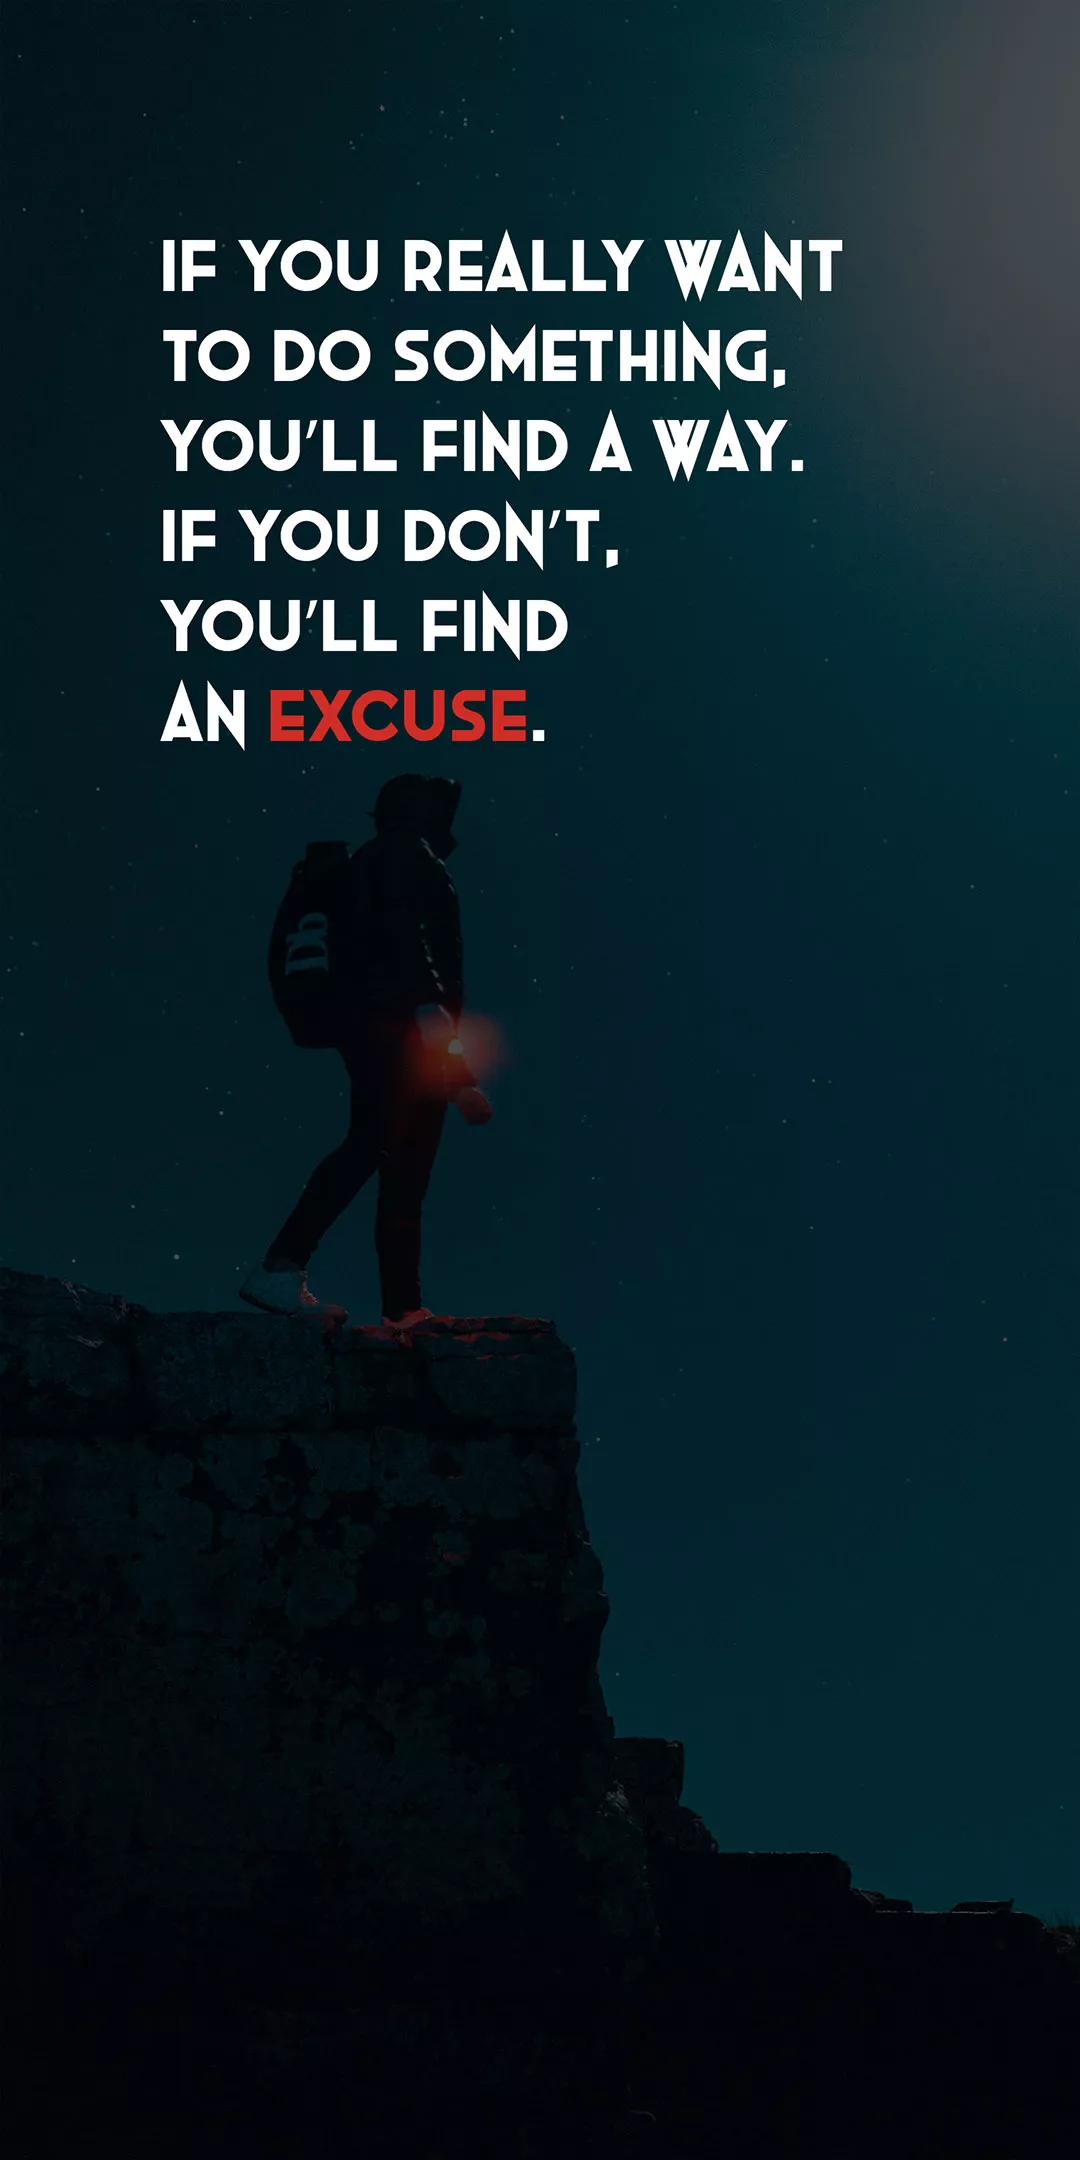 IF YOU REALLY WANT
TO DO SOMETHING,
YOU'LL FIND A WAY.
IF YOU DON'T,
YOU'LL FIND
AN EXCUSE.